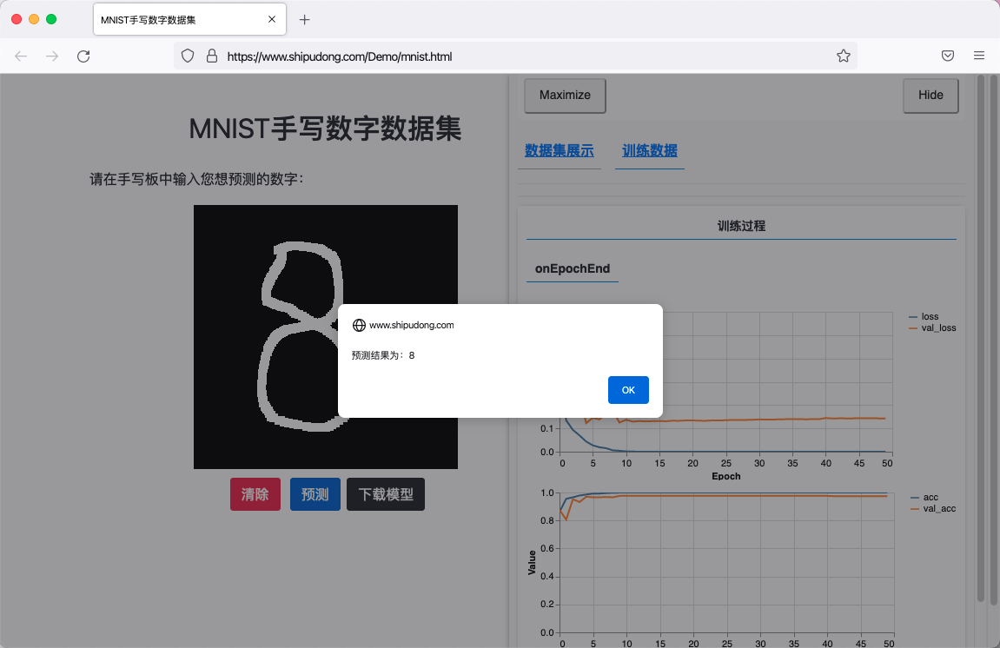 MNIST手写数字数据集
https://www.shipudong.com/Demo/mnist.html
MNIST手写数字数据集
请在手写板中输入您想预测的数字：
8
清除 预测 下载模型
www.shipudong.com
预测结果为：8
OK
Maximize Hide
数据集展示 训练数据
训练过程
onEpochEnd
loss
val_loss
0.1
0.0
0 5 10 15 20 25 30 35 40 45 50
Epoch
acc
val_acc
1.0
0.8
0.6
0.4
0.2
0.0
Value
0 5 10 15 20 25 30 35 40 45 50